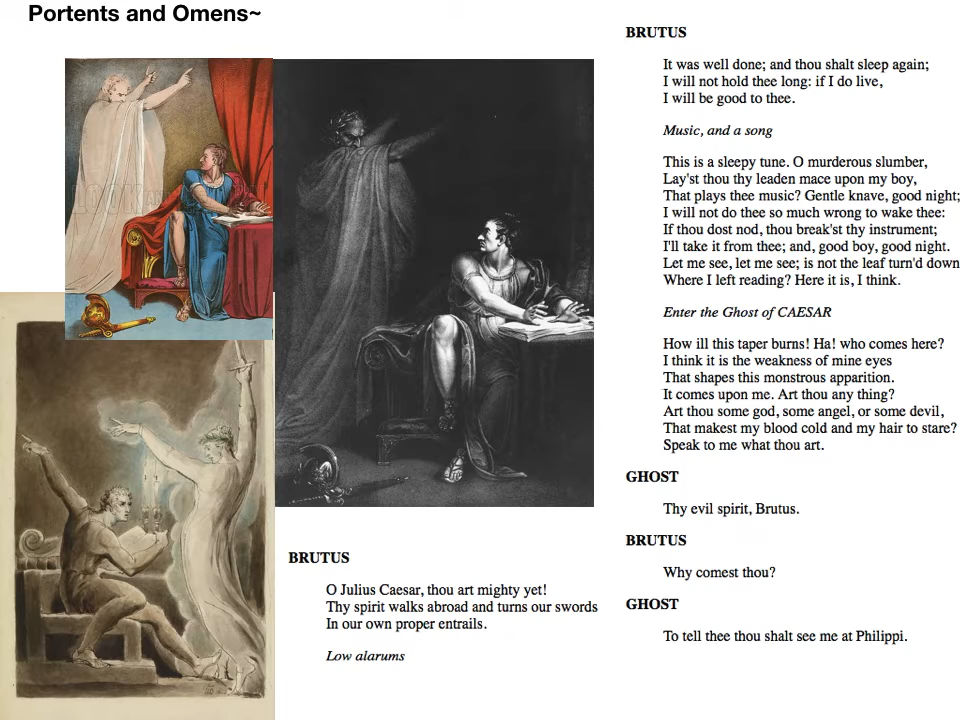 Portents and Omens~
BRUTUS
It was well done; and thou shalt sleep again;
I will not hold thee long: if I do live,
I will be good to thee.
Music, and a song
This is a sleepy tune. O murderous slumber,
Lay'st thou thy leaden mace upon my boy,
That plays thee music? Gentle knave, good night;
I will not do thee so much wrong to wake thee:
If thou dost nod, thou break'st thy instrument;
I'll take it from thee; and, good boy, good night.
Let me see, let me see; is not the leaf turn'd down
Where I left reading? Here it is, I think.
Enter the Ghost of CAESAR
How ill this taper burns! Ha! who comes here?
I think it is the weakness of mine eyes
That shapes this monstrous apparition.
It comes upon me. Art thou any thing?
Art thou some god, some angel, or some devil,
That makest my blood cold and my hair to stare?
Speak to me what thou art.
GHOST
Thy evil spirit, Brutus.
BRUTUS
Why comest thou?
GHOST
To tell thee thou shalt see me at Philippi.
BRUTUS
O Julius Caesar, thou art mighty yet!
Thy spirit walks abroad and turns our swords
In our own proper entrails.
Low alarums